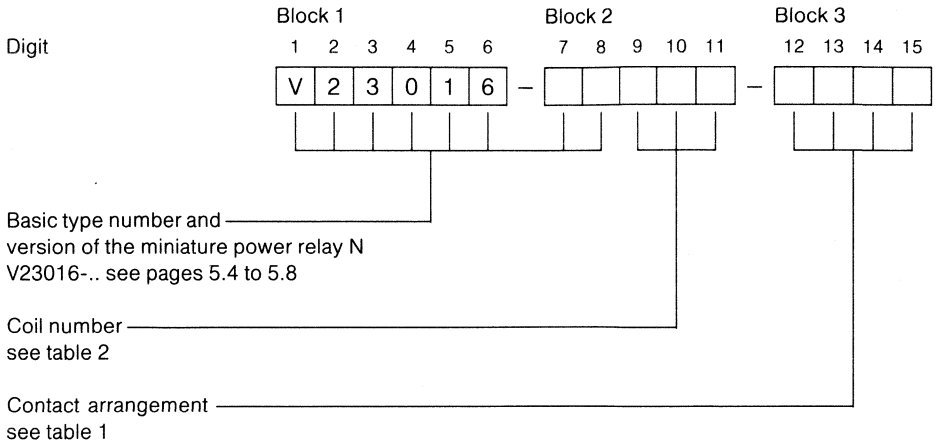 Block 1 Block 2 Block 3
Digit 1 2 3 4 5 6 7 8 9 10 11 12 13 14 15
V 2 3 0 1 6 – –
Basic type number and
version of the miniature power relay N
V23016-.. see pages 5.4 to 5.8
Coil number
see table 2
Contact arrangement
see table 1